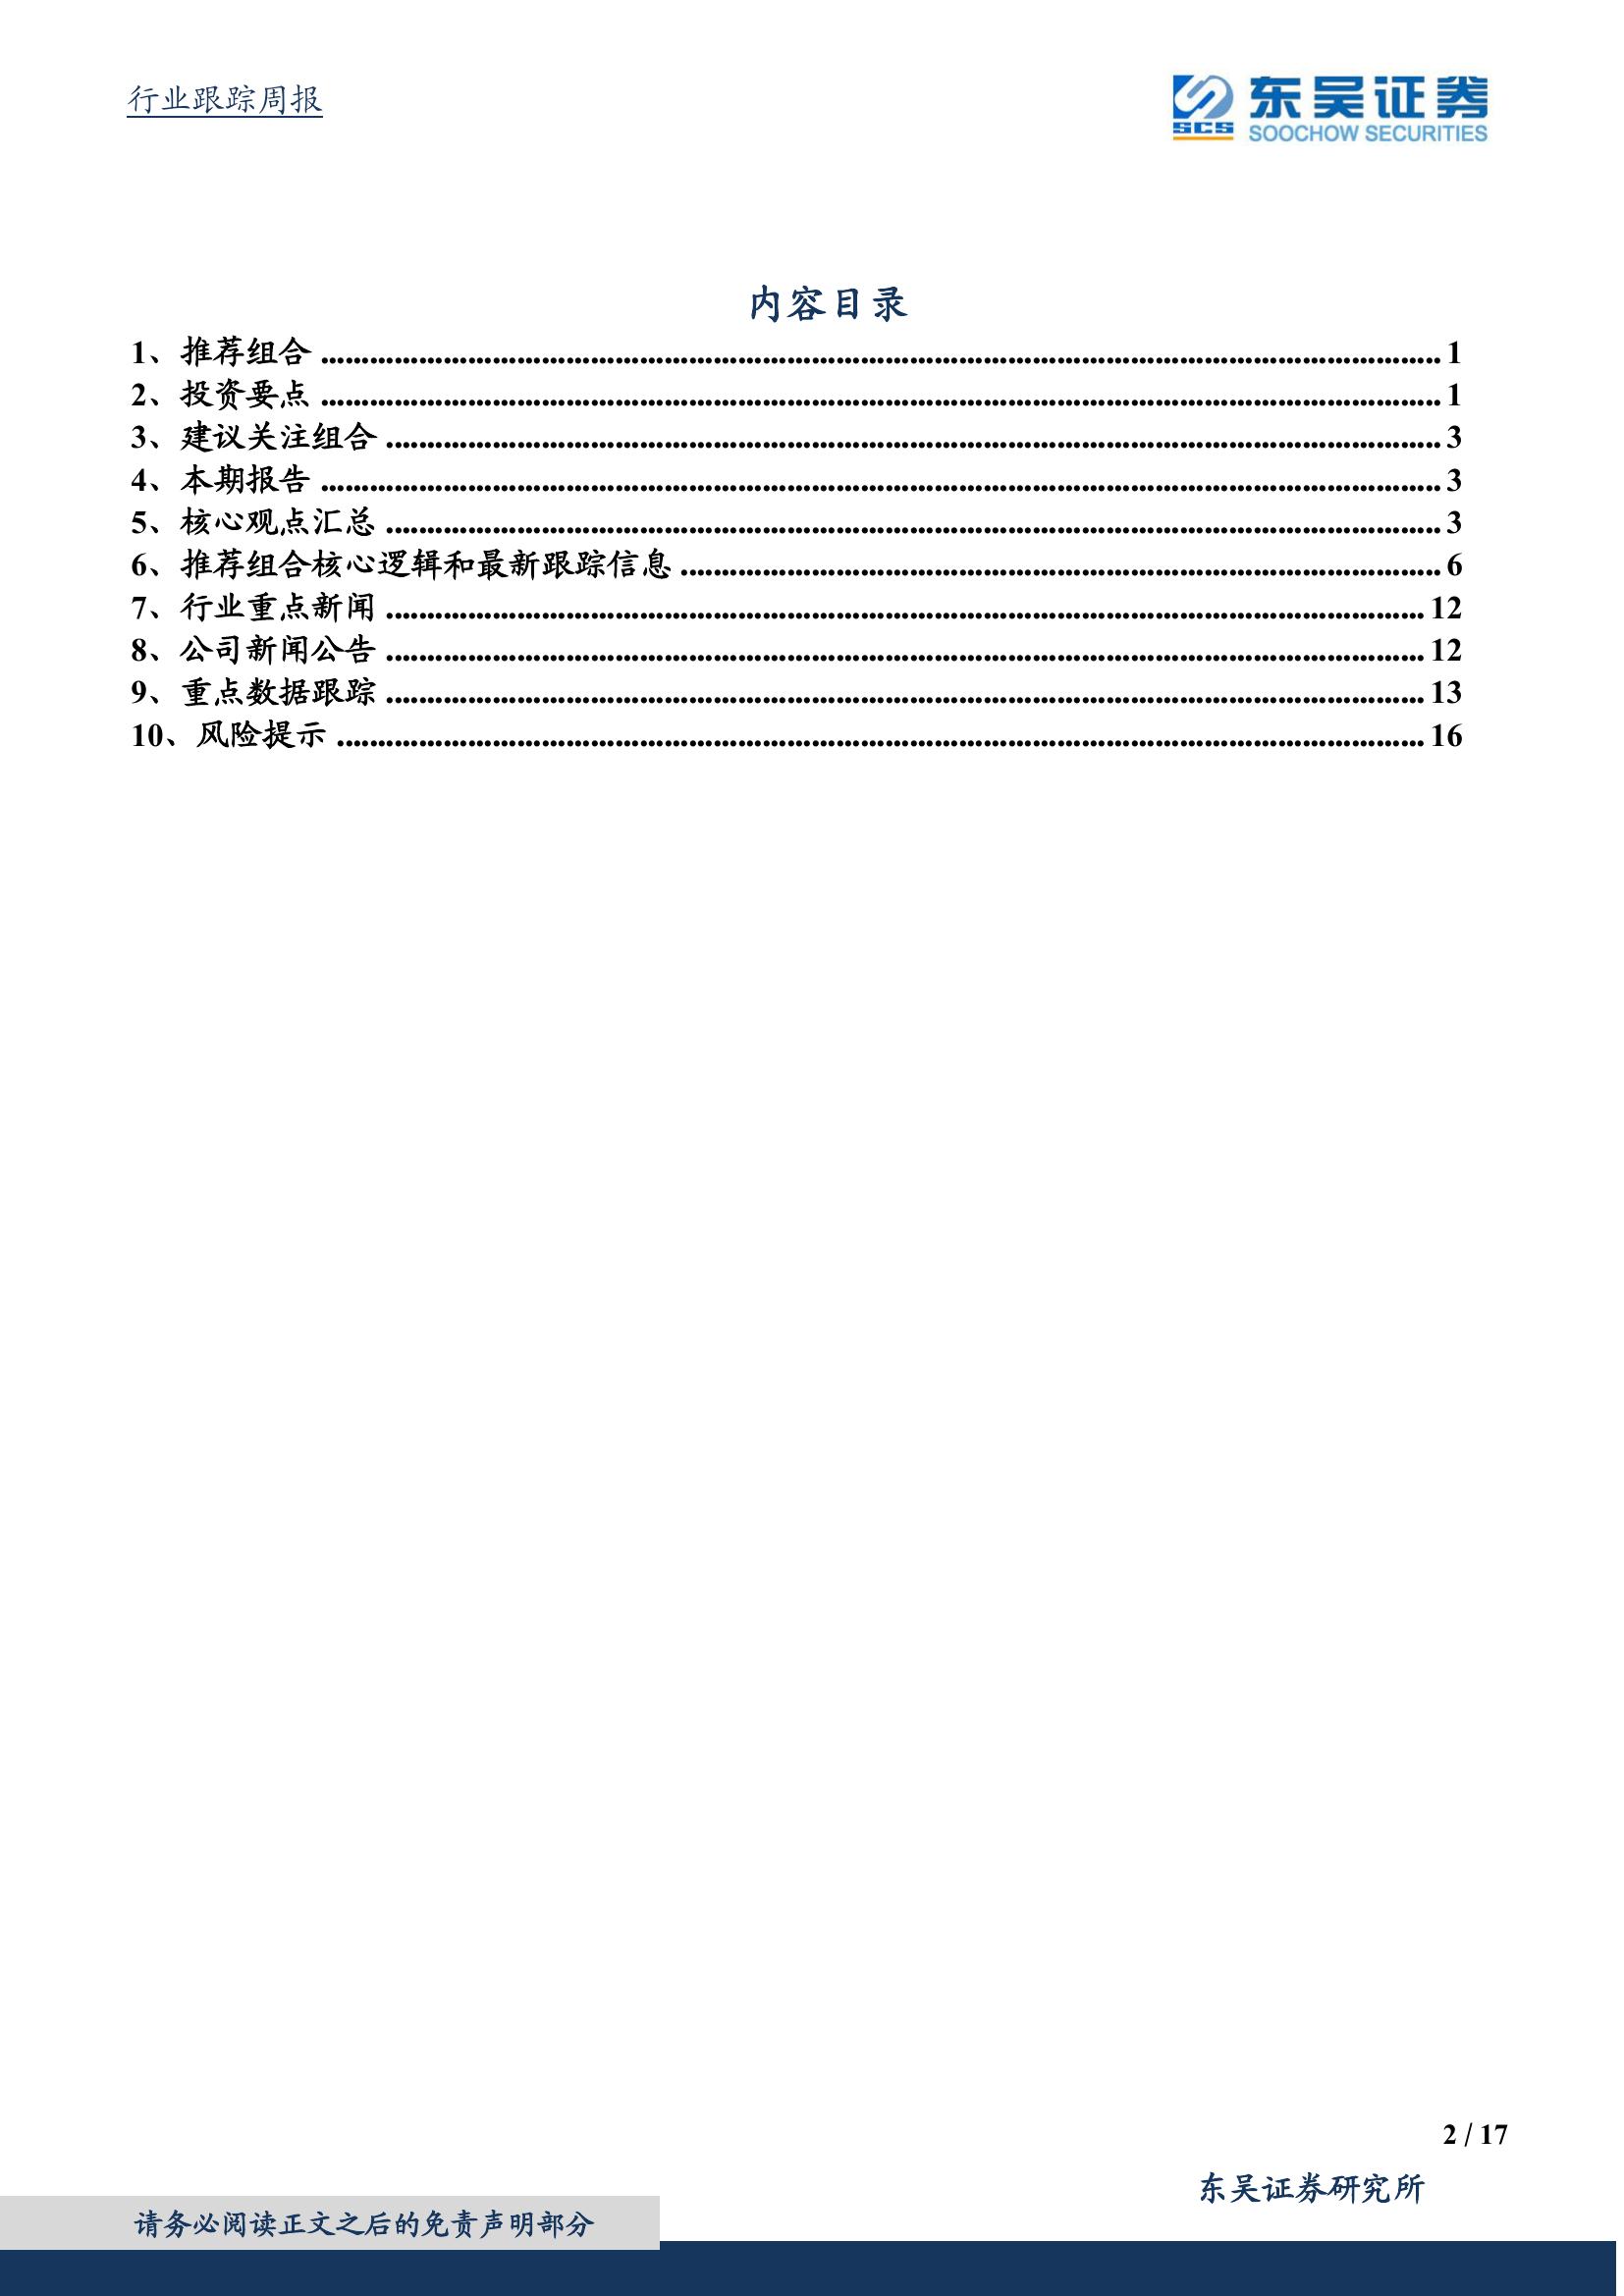 行业跟踪周报
SCS
东吴证券
SOOCHOW SECURITIES
内容目录
1、推荐组合 ........................................ 1
2、投资要点 ........................................ 1
3、建议关注组合 ........................................ 3
4、本期报告 ........................................ 3
5、核心观点汇总 ........................................ 3
6、推荐组合核心逻辑和最新跟踪信息 ........................................ 6
7、行业重点新闻 ........................................ 12
8、公司新闻公告 ........................................ 12
9、重点数据跟踪 ........................................ 13
10、风险提示 ........................................ 16
2 / 17
东吴证券研究所
请务必阅读正文之后的免责声明部分